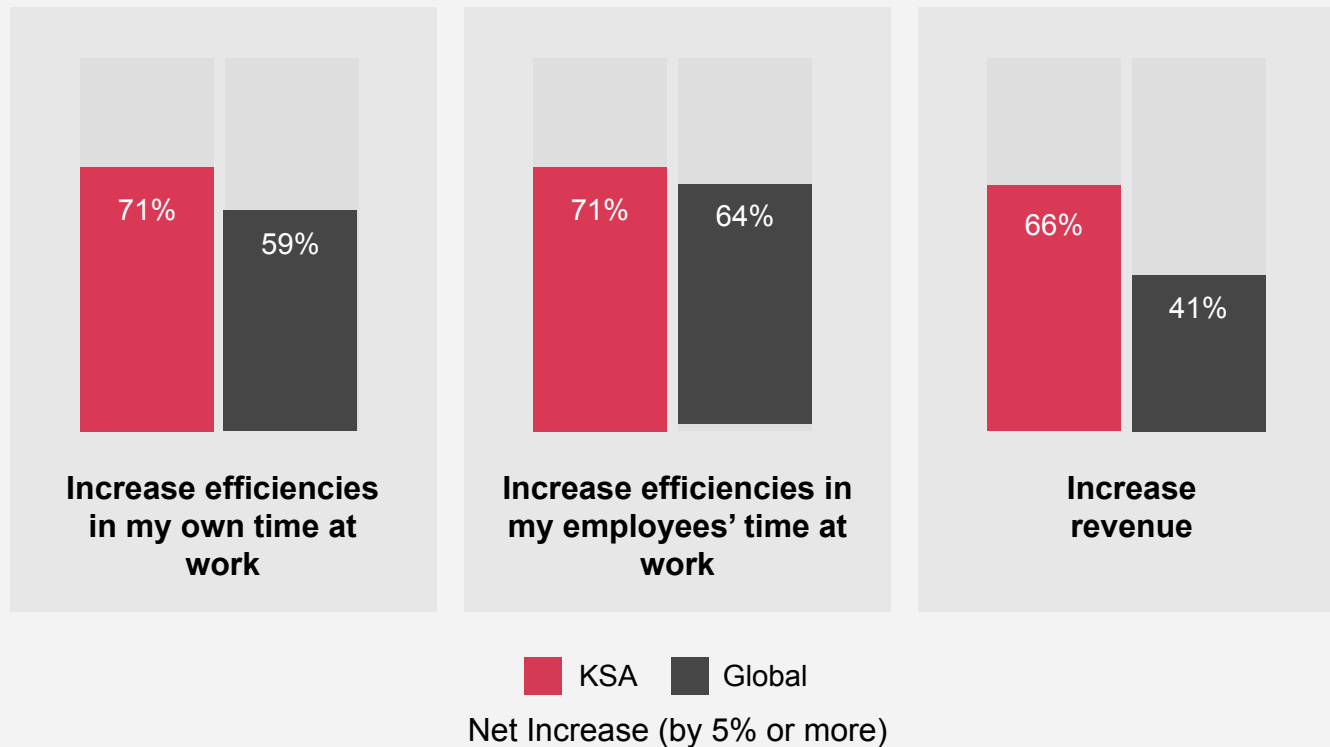 71%
59%
Increase efficiencies
in my own time at
work
71%
64%
Increase efficiencies in
my employees’ time at
work
66%
41%
Increase
revenue
KSA
Global
Net Increase (by 5% or more)